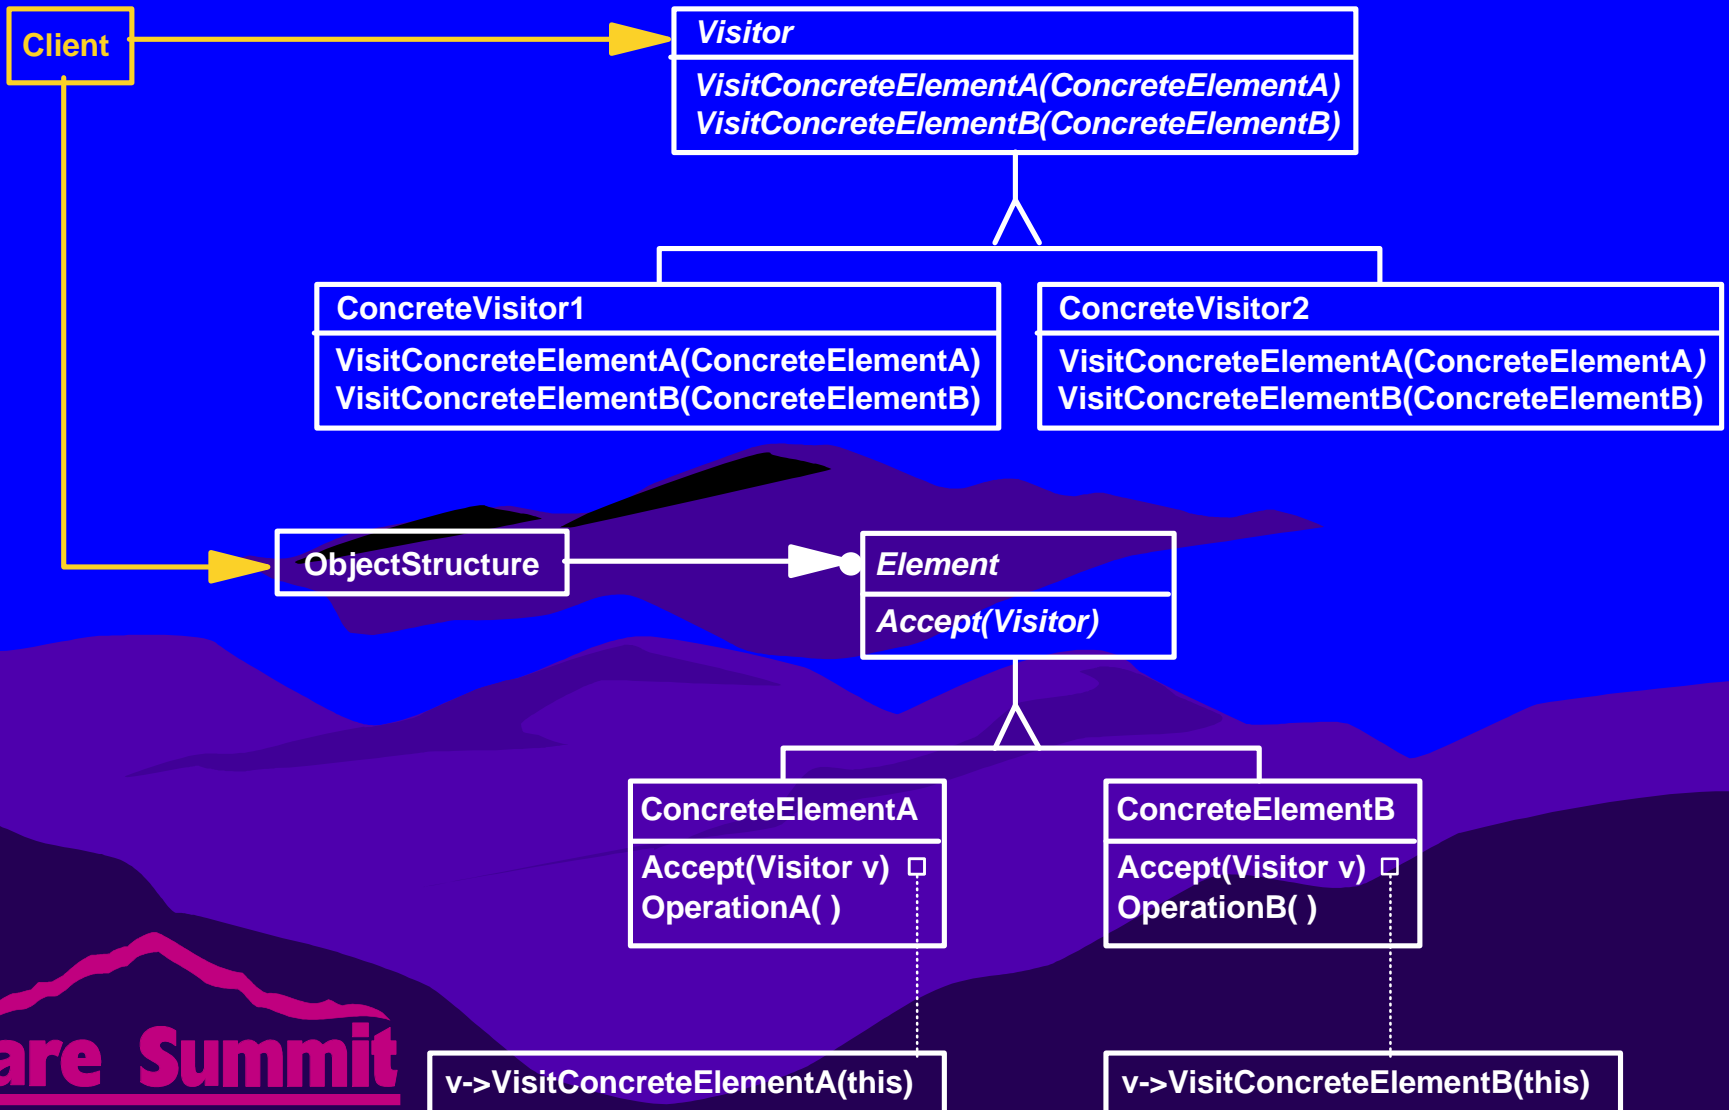 Client
Visitor
VisitConcreteElementA(ConcreteElementA)
VisitConcreteElementB(ConcreteElementB)
ConcreteVisitor1
VisitConcreteElementA(ConcreteElementA)
VisitConcreteElementB(ConcreteElementB)
ConcreteVisitor2
VisitConcreteElementA(ConcreteElementA)
VisitConcreteElementB(ConcreteElementB)
ObjectStructure
Element
Accept(Visitor)
ConcreteElementA
Accept(Visitor v)
OperationA( )
ConcreteElementB
Accept(Visitor v)
OperationB( )
are Summit
v->VisitConcreteElementA(this)
v->VisitConcreteElementB(this)